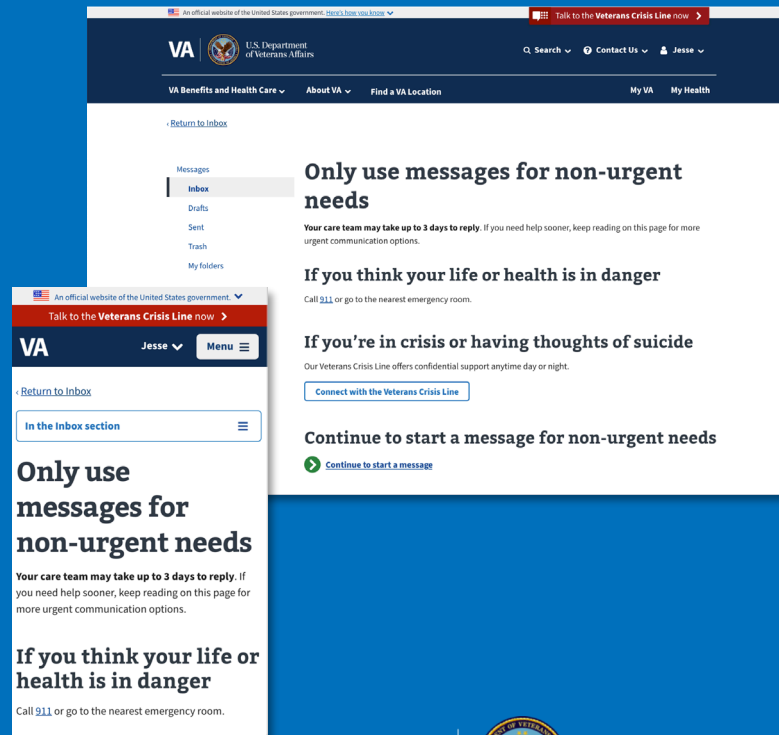 An official website of the United States government. Here's how you know
Talk to the Veterans Crisis Line now
VA
U.S. Department
of Veterans Affairs
Search
Contact Us
Jesse
VA Benefits and Health Care
About VA
Find a VA Location
My VA
My Health
‹ Return to Inbox
Messages
Inbox
Drafts
Sent
Trash
My folders
Only use messages for non-urgent
needs
Your care team may take up to 3 days to reply. If you need help sooner, keep reading on this page for more
urgent communication options.
If you think your life or health is in danger
Call 911 or go to the nearest emergency room.
If you’re in crisis or having thoughts of suicide
Our Veterans Crisis Line offers confidential support anytime day or night.
Connect with the Veterans Crisis Line
Continue to start a message for non-urgent needs
Continue to start a message
An official website of the United States government.
Talk to the Veterans Crisis Line now
VA
Jesse
Menu
‹ Return to Inbox
In the Inbox section
Only use
messages for
non-urgent needs
Your care team may take up to 3 days to reply. If
you need help sooner, keep reading on this page for
more urgent communication options.
If you think your life or
health is in danger
Call 911 or go to the nearest emergency room.